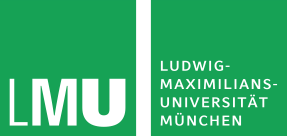 LMU
LUDWIG-
MAXIMILIANS-
UNIVERSITÄT
MÜNCHEN